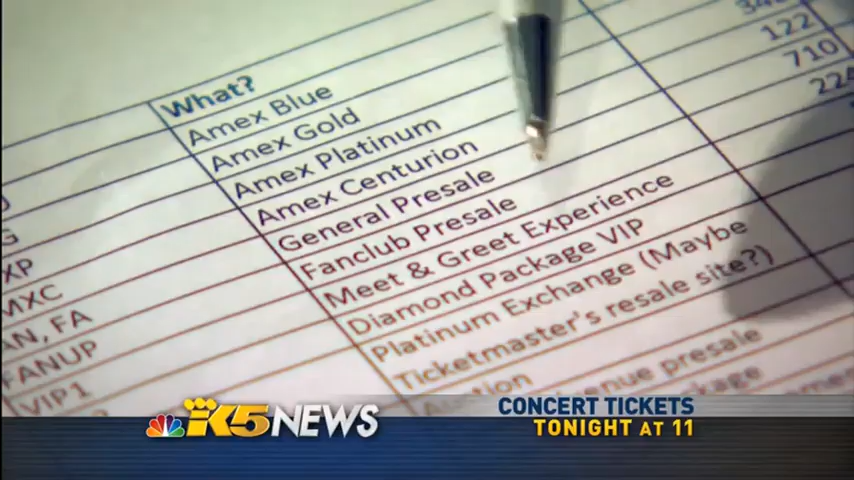 What?
Amex Blue
Amex Gold
122
Amex Platinum
710
XP
Amex Centurion
224
MXC
General Presale
AN, FA
Fanclub Presale
FANUP
Meet & Greet Experience
VIP1
Diamond Package VIP
Platinum Exchange (Maybe
Ticketmaster's resale site?)
presale
K5 NEWS
CONCERT TICKETS
TONIGHT AT 11